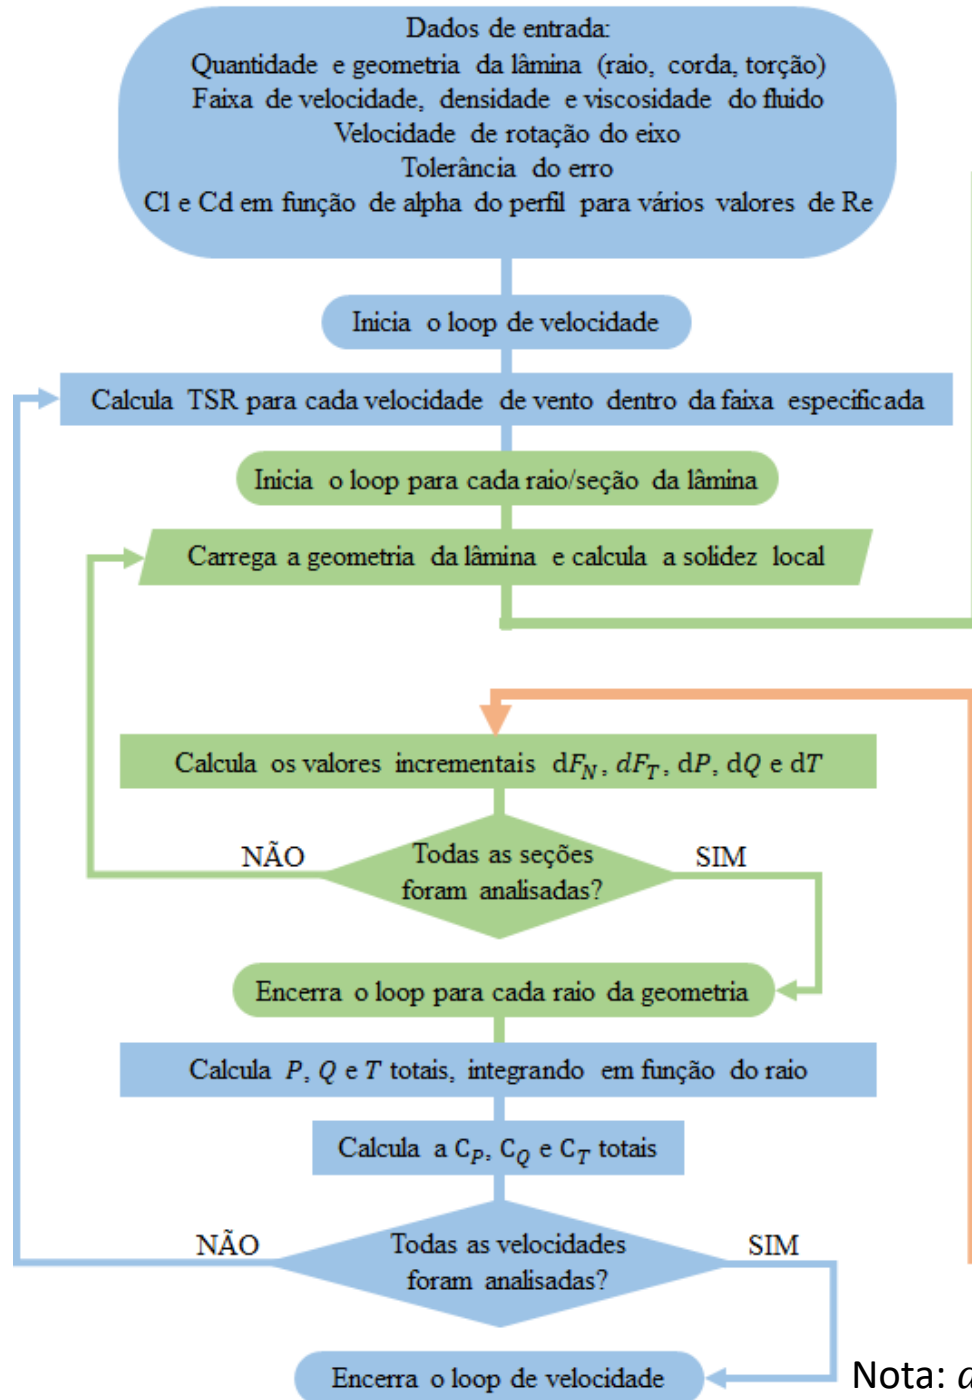 Dados de entrada:
Quantidade e geometria da lâmina (raio, corda, torção)
Faixa de velocidade, densidade e viscosidade do fluido
Velocidade de rotação do eixo
Tolerância do erro
Cl e Cd em função de alpha do perfil para vários valores de Re
Inicia o loop de velocidade
Calcula TSR para cada velocidade de vento dentro da faixa especificada
Inicia o loop para cada raio/seção da lâmina
Carrega a geometria da lâmina e calcula a solidez local
Calcula os valores incrementais dF_N, dF_T, dP, dQ e dT
NÃO
Todas as seções
foram analisadas?
SIM
Encerra o loop para cada raio da geometria
Calcula P, Q e T totais, integrando em função do raio
Calcula a C_P, C_Q e C_T totais
NÃO
Todas as velocidades
foram analisadas?
SIM
Encerra o loop de velocidade
Nota: